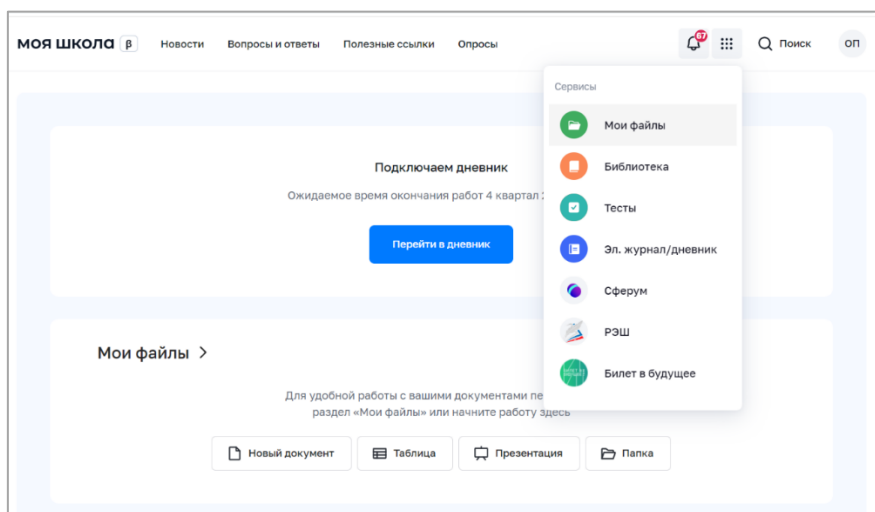 МОЯ ШКОЛА β Новости Вопросы и ответы Полезные ссылки Опросы 67 Поиск ОП
Сервисы
Мои файлы
Библиотека
Тесты
Эл. журнал/дневник
Сферум
РЭШ
Билет в будущее
Подключаем дневник
Ожидаемое время окончания работ 4 квартал
Перейти в дневник
Мои файлы
Для удобной работы с вашими документами пе
раздел «Мои файлы» или начните работу здесь
Новый документ Таблица Презентация Папка